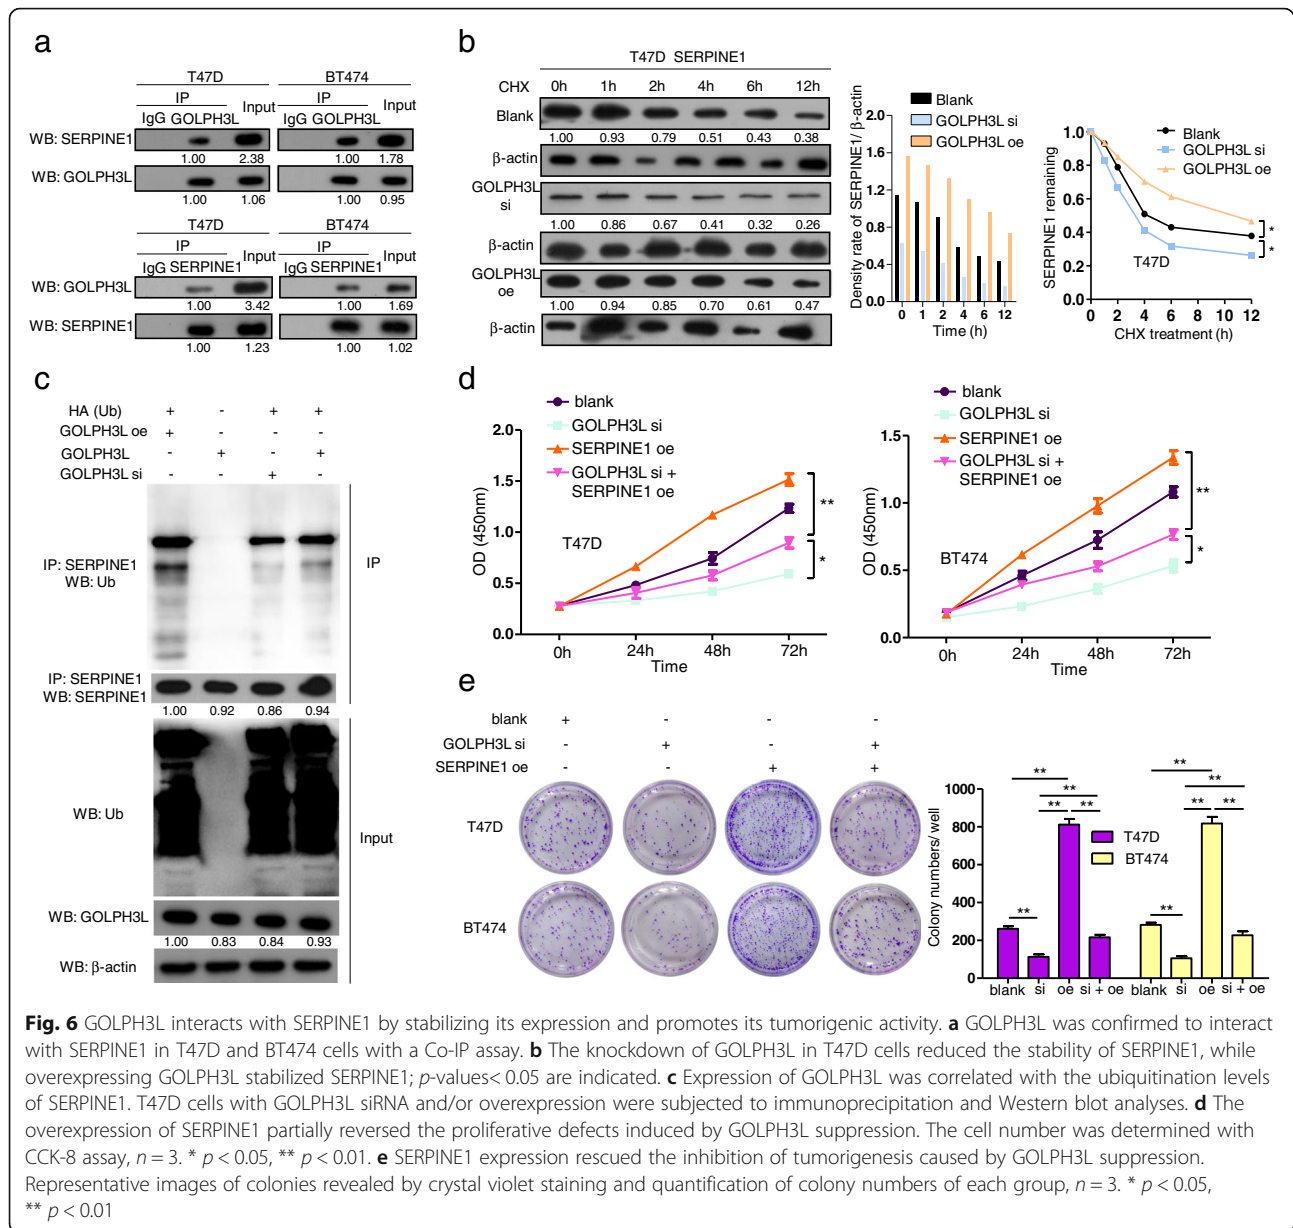 a
T47D BT474
IP Input IP Input
IgG GOLPH3L IgG GOLPH3L
WB: SERPINE1
1.00 2.38 1.00 1.78
WB: GOLPH3L
1.00 1.06 1.00 0.95
T47D BT474
IP Input IP Input
IgG SERPINE1 IgG SERPINE1
WB: GOLPH3L
1.00 3.42 1.00 1.69
WB: SERPINE1
1.00 1.23 1.00 1.02
b
T47D SERPINE1
CHX 0h 1h 2h 4h 6h 12h
Blank
1.00 0.93 0.79 0.51 0.43 0.38
β-actin
GOLPH3L
si
1.00 0.86 0.67 0.41 0.32 0.26
β-actin
GOLPH3L
oe
1.00 0.94 0.85 0.70 0.61 0.47
β-actin
Blank
GOLPH3L si
GOLPH3L oe
Density rate of SERPINE1/ β-actin
2.0
1.6
1.2
0.8
0.4
0.0
0 1 2 4 6 12
Time (h)
Blank
GOLPH3L si
GOLPH3L oe
SERPINE1 remaining
1.0
0.8
0.6
0.4
0.2
0.0
*
*
T47D
0 2 4 6 8 10 12
CHX treatment (h)
c
HA (Ub) + - + +
GOLPH3L oe + - - -
GOLPH3L - + - +
GOLPH3L si - - + -
IP: SERPINE1
WB: Ub
IP
IP: SERPINE1
WB: SERPINE1
1.00 0.92 0.86 0.94
WB: Ub
Input
WB: GOLPH3L
1.00 0.83 0.84 0.93
WB: β-actin
d
blank
GOLPH3L si
SERPINE1 oe
GOLPH3L si +
SERPINE1 oe
OD (450nm)
2.0
1.5
1.0
0.5
0.0
T47D
**
*
0h 24h 48h 72h
Time
blank
GOLPH3L si
SERPINE1 oe
GOLPH3L si +
SERPINE1 oe
OD (450nm)
1.5
1.0
0.5
0.0
BT474
**
*
0h 24h 48h 72h
Time
e
blank + - - -
GOLPH3L si - + - +
SERPINE1 oe - - + +
T47D
BT474
Colony numbers/ well
1000
800
600
400
200
0
** ** ** ** **
** ** ** ** **
T47D
BT474
blank si oe si + oe blank si oe si + oe
Fig. 6 GOLPH3L interacts with SERPINE1 by stabilizing its expression and promotes its tumorigenic activity. a GOLPH3L was confirmed to interact
with SERPINE1 in T47D and BT474 cells with a Co-IP assay. b The knockdown of GOLPH3L in T47D cells reduced the stability of SERPINE1, while
overexpressing GOLPH3L stabilized SERPINE1; p-values< 0.05 are indicated. c Expression of GOLPH3L was correlated with the ubiquitination levels
of SERPINE1. T47D cells with GOLPH3L siRNA and/or overexpression were subjected to immunoprecipitation and Western blot analyses. d The
overexpression of SERPINE1 partially reversed the proliferative defects induced by GOLPH3L suppression. The cell number was determined with
CCK-8 assay, n = 3. * p < 0.05, ** p < 0.01. e SERPINE1 expression rescued the inhibition of tumorigenesis caused by GOLPH3L suppression.
Representative images of colonies revealed by crystal violet staining and quantification of colony numbers of each group, n = 3. * p < 0.05,
** p < 0.01